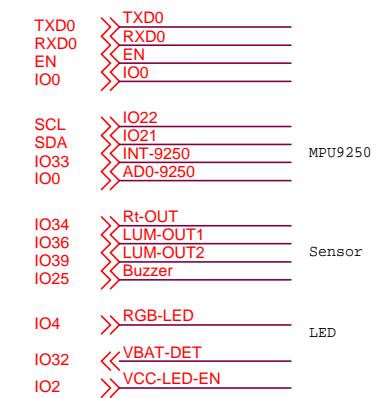 TXD0 TXD0
RXD0 RXD0
EN EN
IO0 IO0
SCL IO22
SDA IO21
IO33 INT-9250 MPU9250
IO0 AD0-9250
IO34 Rt-OUT
IO36 LUM-OUT1
IO39 LUM-OUT2 Sensor
IO25 Buzzer
IO4 RGB-LED
LED
IO32 VBAT-DET
IO2 VCC-LED-EN